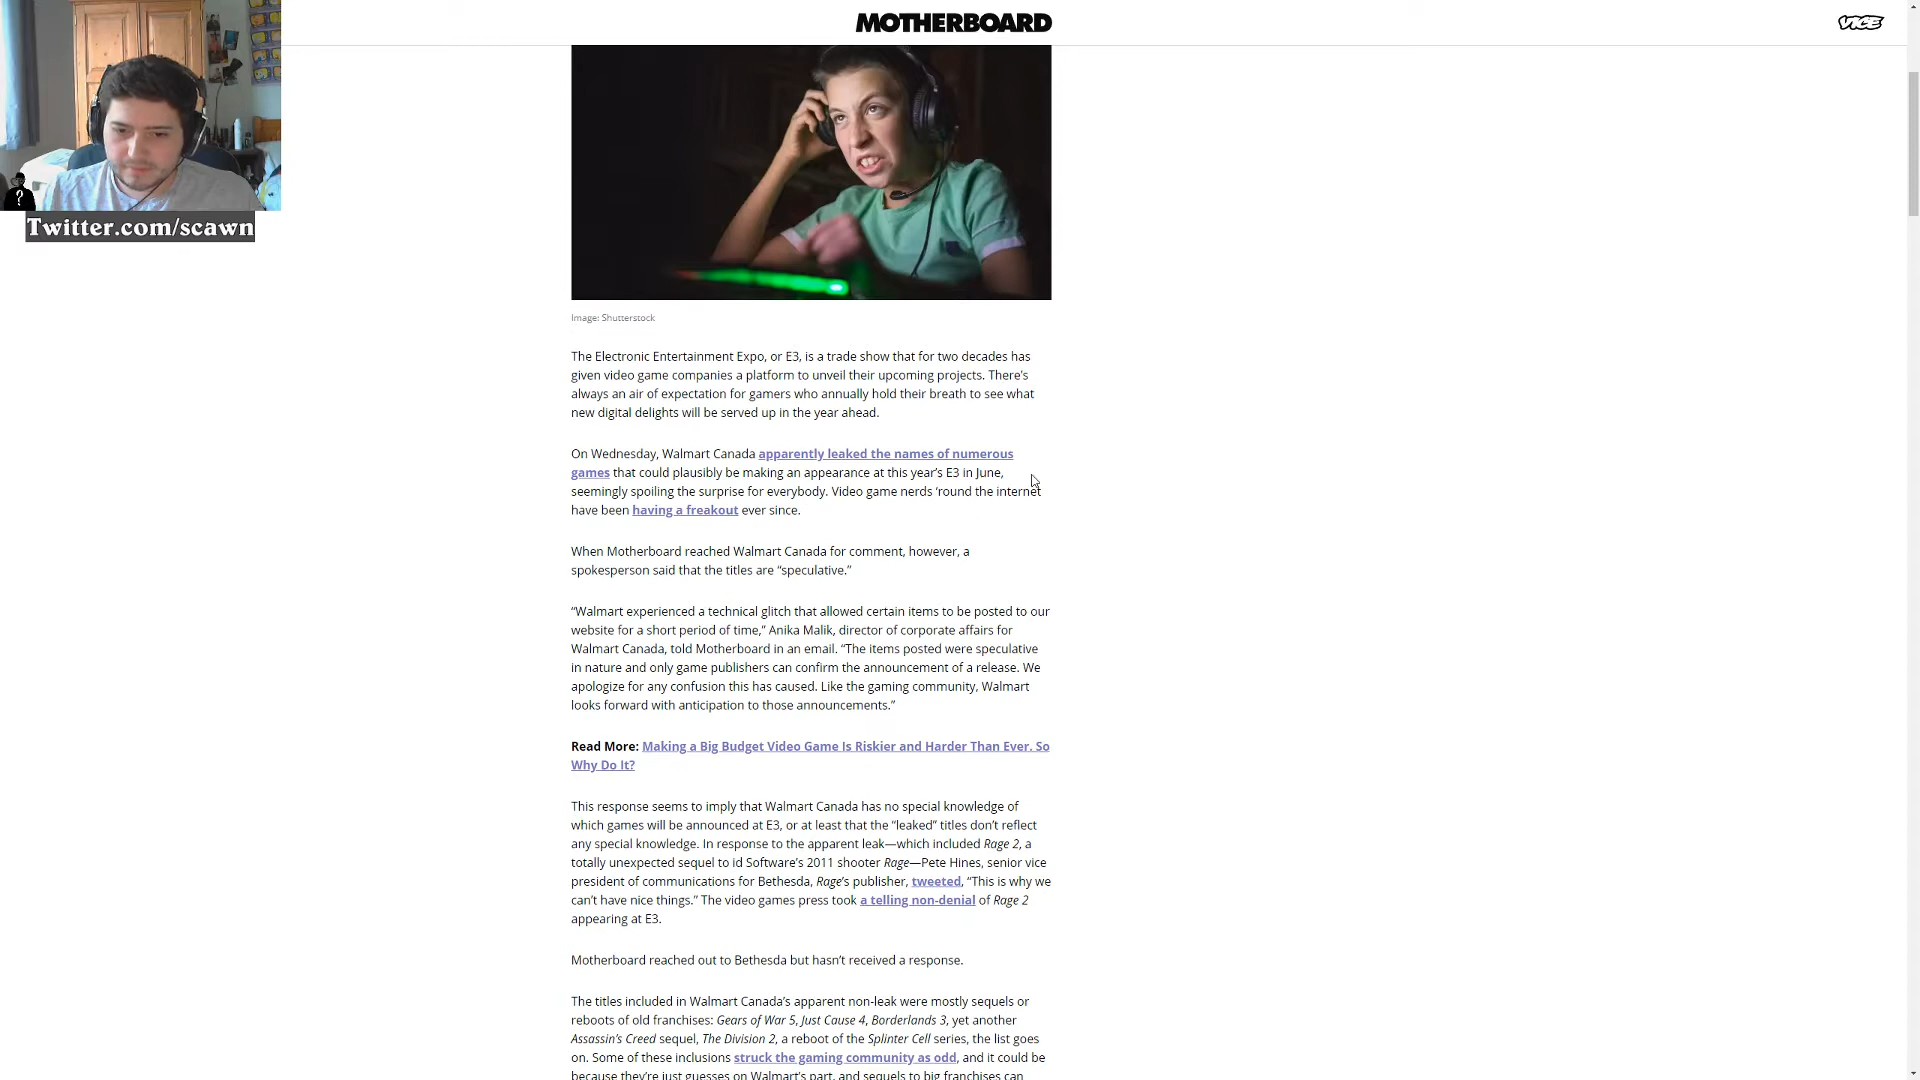 MOTHERBOARD
VICE
?
Twitter.com/scawn
Image: Shutterstock
The Electronic Entertainment Expo, or E3, is a trade show that for two decades has
given video game companies a platform to unveil their upcoming projects. There's
always an air of expectation for gamers who annually hold their breath to see what
new digital delights will be served up in the year ahead.
On Wednesday, Walmart Canada apparently leaked the names of numerous
games that could plausibly be making an appearance at this year's E3 in June,
seemingly spoiling the surprise for everybody. Video game nerds ‘round the internet
have been having a freakout ever since.
When Motherboard reached Walmart Canada for comment, however, a
spokesperson said that the titles are “speculative.”
“Walmart experienced a technical glitch that allowed certain items to be posted to our
website for a short period of time,” Anika Malik, director of corporate affairs for
Walmart Canada, told Motherboard in an email. “The items posted were speculative
in nature and only game publishers can confirm the announcement of a release. We
apologize for any confusion this has caused. Like the gaming community, Walmart
looks forward with anticipation to those announcements.”
Read More: Making a Big Budget Video Game Is Riskier and Harder Than Ever. So
Why Do It?
This response seems to imply that Walmart Canada has no special knowledge of
which games will be announced at E3, or at least that the “leaked” titles don’t reflect
any special knowledge. In response to the apparent leak—which included Rage 2, a
totally unexpected sequel to id Software’s 2011 shooter Rage—Pete Hines, senior vice
president of communications for Bethesda, Rage’s publisher, tweeted, “This is why we
can’t have nice things.” The video games press took a telling non-denial of Rage 2
appearing at E3.
Motherboard reached out to Bethesda but hasn’t received a response.
The titles included in Walmart Canada’s apparent non-leak were mostly sequels or
reboots of old franchises: Gears of War 5, Just Cause 4, Borderlands 3, yet another
Assassin’s Creed sequel, The Division 2, a reboot of the Splinter Cell series, the list goes
on. Some of these inclusions struck the gaming community as odd, and it could be
because they’re just guesses on Walmart’s part, and sequels to big franchises can